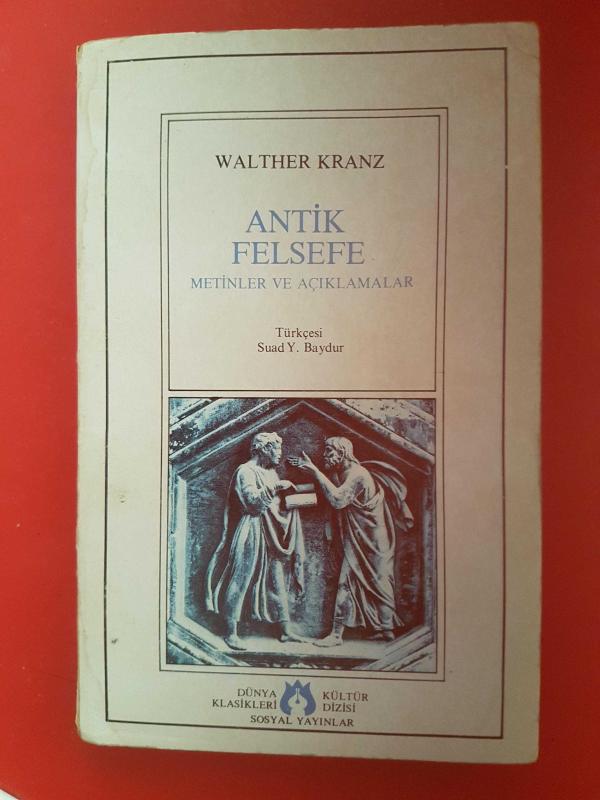 WALTHER KRANZ
ANTİK
FELSEFE
METİNLER VE AÇIKLAMALAR
Türkçesi
Suad Y. Baydur
DÜNYA KÜLTÜR
KLASİKLERİ DİZİSİ
SOSYAL YAYINLAR